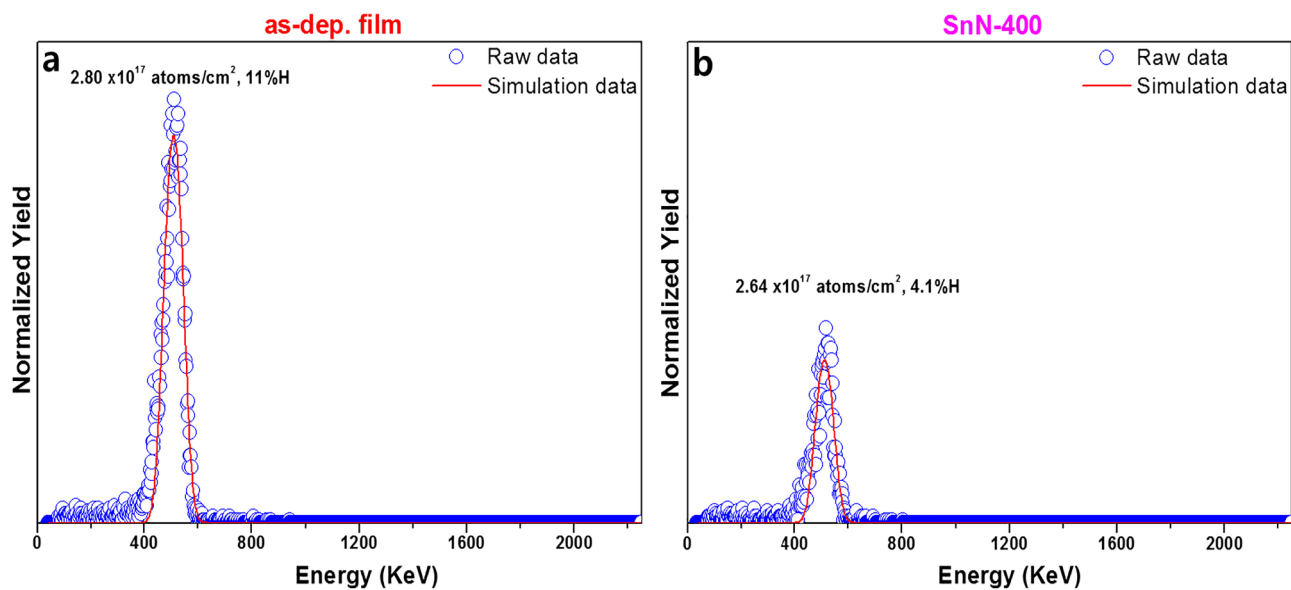 as-dep. film
a
2.80 x10¹⁷ atoms/cm², 11%H
Raw data
Simulation data
Normalized Yield
0 400 800 1200 1600 2000
Energy (KeV)
SnN-400
b
Raw data
Simulation data
2.64 x10¹⁷ atoms/cm², 4.1%H
Normalized Yield
0 400 800 1200 1600 2000
Energy (KeV)